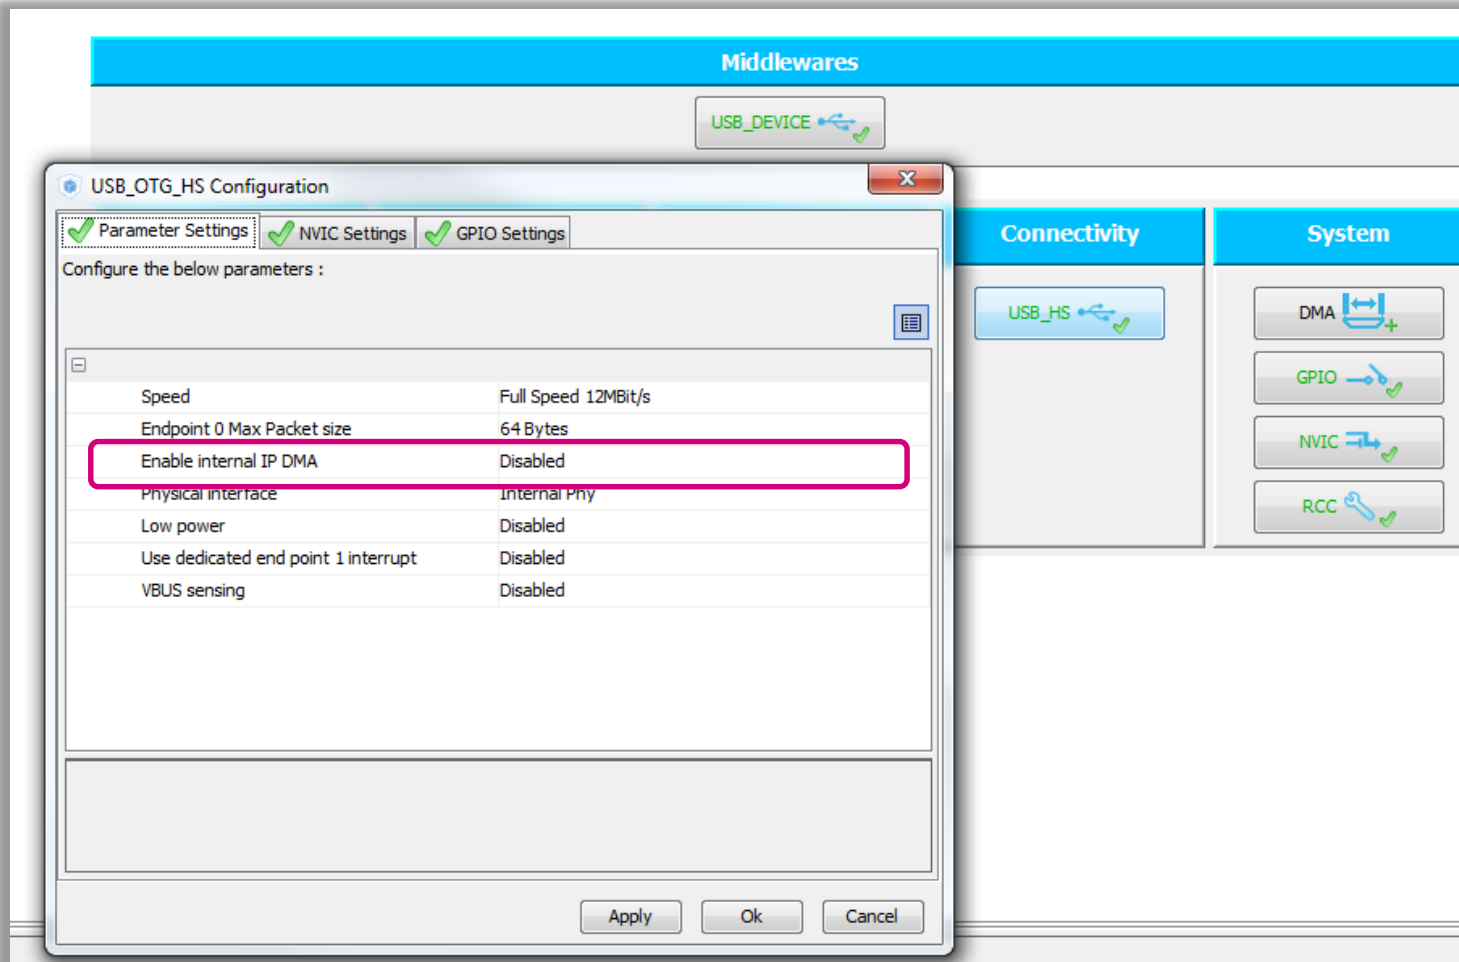 Middlewares
USB_DEVICE
USB_OTG_HS Configuration
Parameter Settings
NVIC Settings
GPIO Settings
Configure the below parameters :
Speed Full Speed 12MBit/s
Endpoint 0 Max Packet size 64 Bytes
Enable internal IP DMA Disabled
Physical interface Internal Phy
Low power Disabled
Use dedicated end point 1 interrupt Disabled
VBUS sensing Disabled
Apply
Ok
Cancel
Connectivity
USB_HS
System
DMA
GPIO
NVIC
RCC